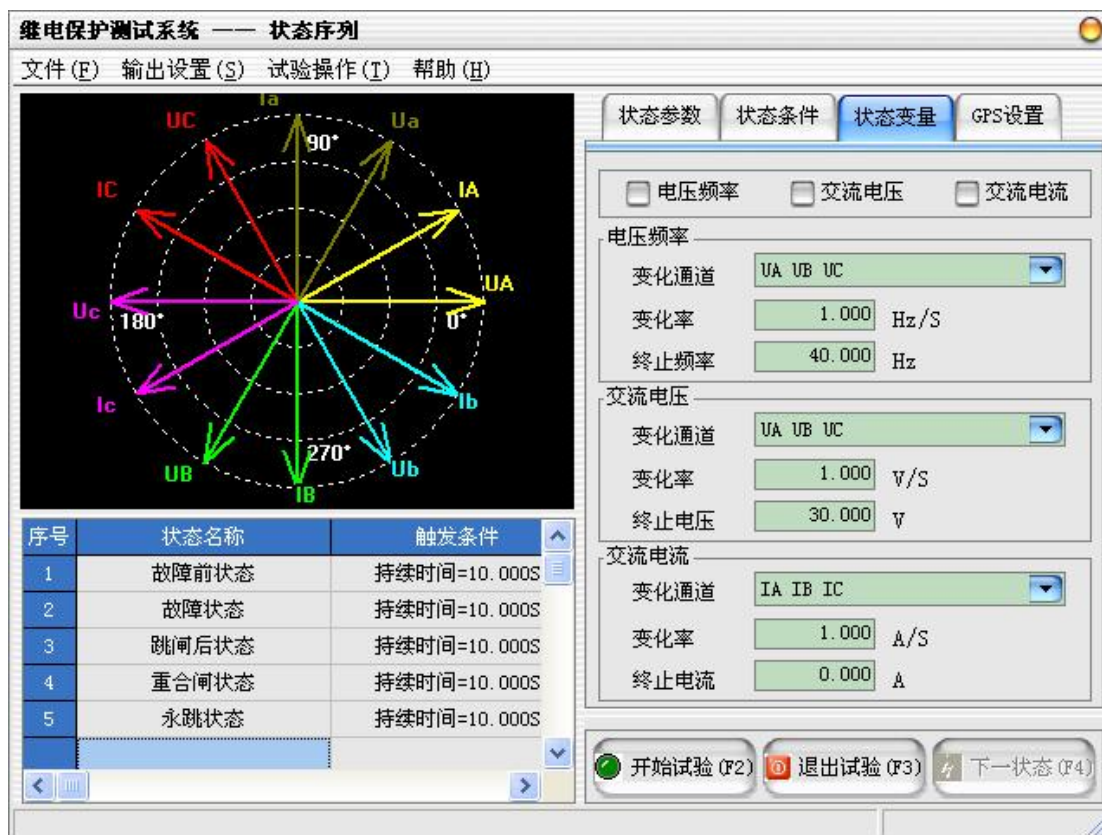 继电保护测试系统 —— 状态序列
文件(F) 输出设置(S) 试验操作(T) 帮助(H)
Ia
UC
Ua
90°
IC
IA
UA
Uc
180°
0°
Ic
Ib
270°
UB
Ub
IB
序号 状态名称 触发条件
1 故障前状态 持续时间=10.000S
2 故障状态 持续时间=10.000S
3 跳闸后状态 持续时间=10.000S
4 重合闸状态 持续时间=10.000S
5 永跳状态 持续时间=10.000S
状态参数 状态条件 状态变量 GPS设置
电压频率 交流电压 交流电流
电压频率
变化通道 UA UB UC
变化率 1.000 Hz/S
终止频率 40.000 Hz
交流电压
变化通道 UA UB UC
变化率 1.000 V/S
终止电压 30.000 V
交流电流
变化通道 IA IB IC
变化率 1.000 A/S
终止电流 0.000 A
开始试验(F2) 退出试验(F3) 下一状态(F4)